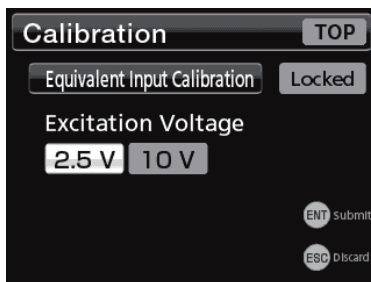 Calibration TOP
Equivalent Input Calibration Locked
Excitation Voltage
2.5 V 10 V
ENT Submit
ESC Discard